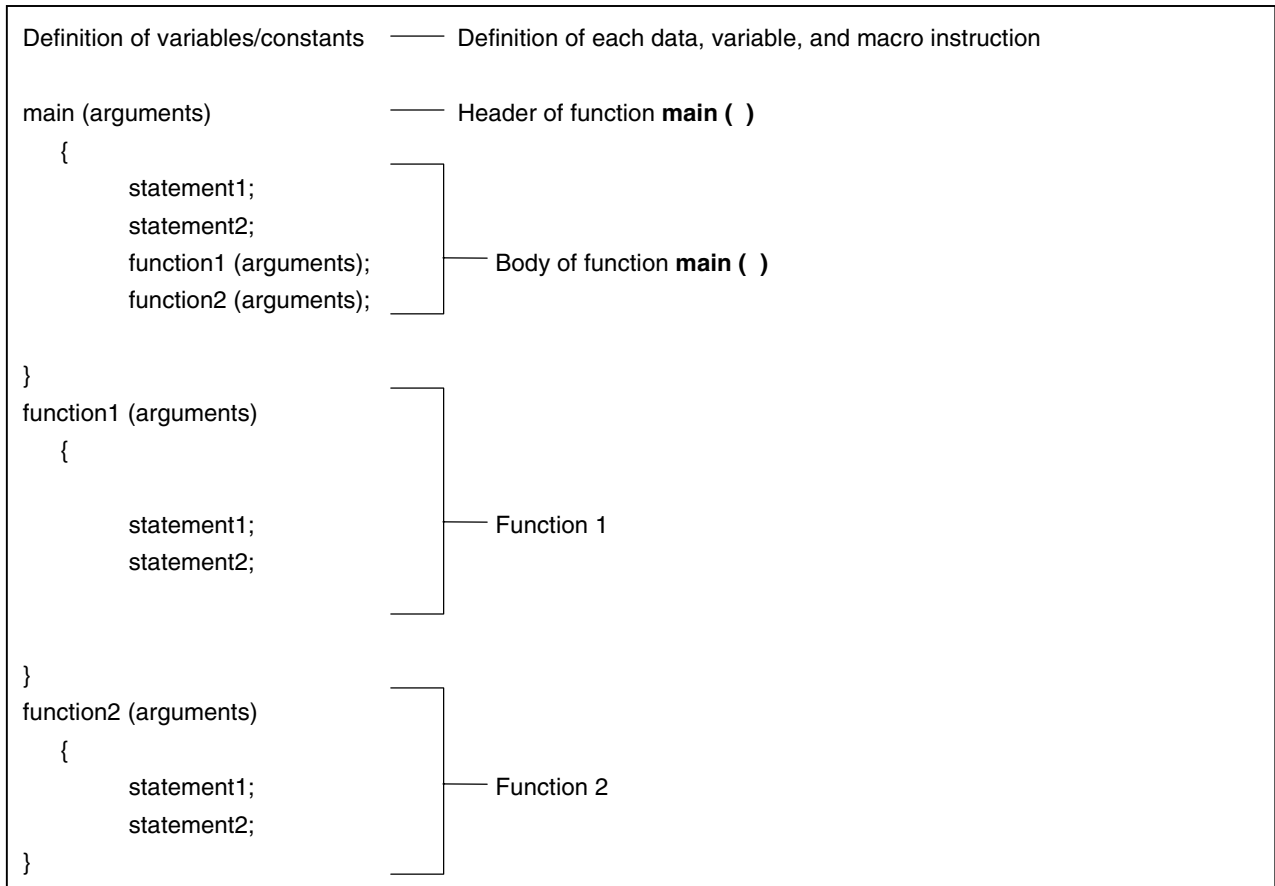 Definition of variables/constants Definition of each data, variable, and macro instruction
main (arguments) Header of function main ( )
{
statement1;
statement2;
function1 (arguments); Body of function main ( )
function2 (arguments);
}
function1 (arguments)
{
statement1; Function 1
statement2;
}
function2 (arguments)
{
statement1; Function 2
statement2;
}